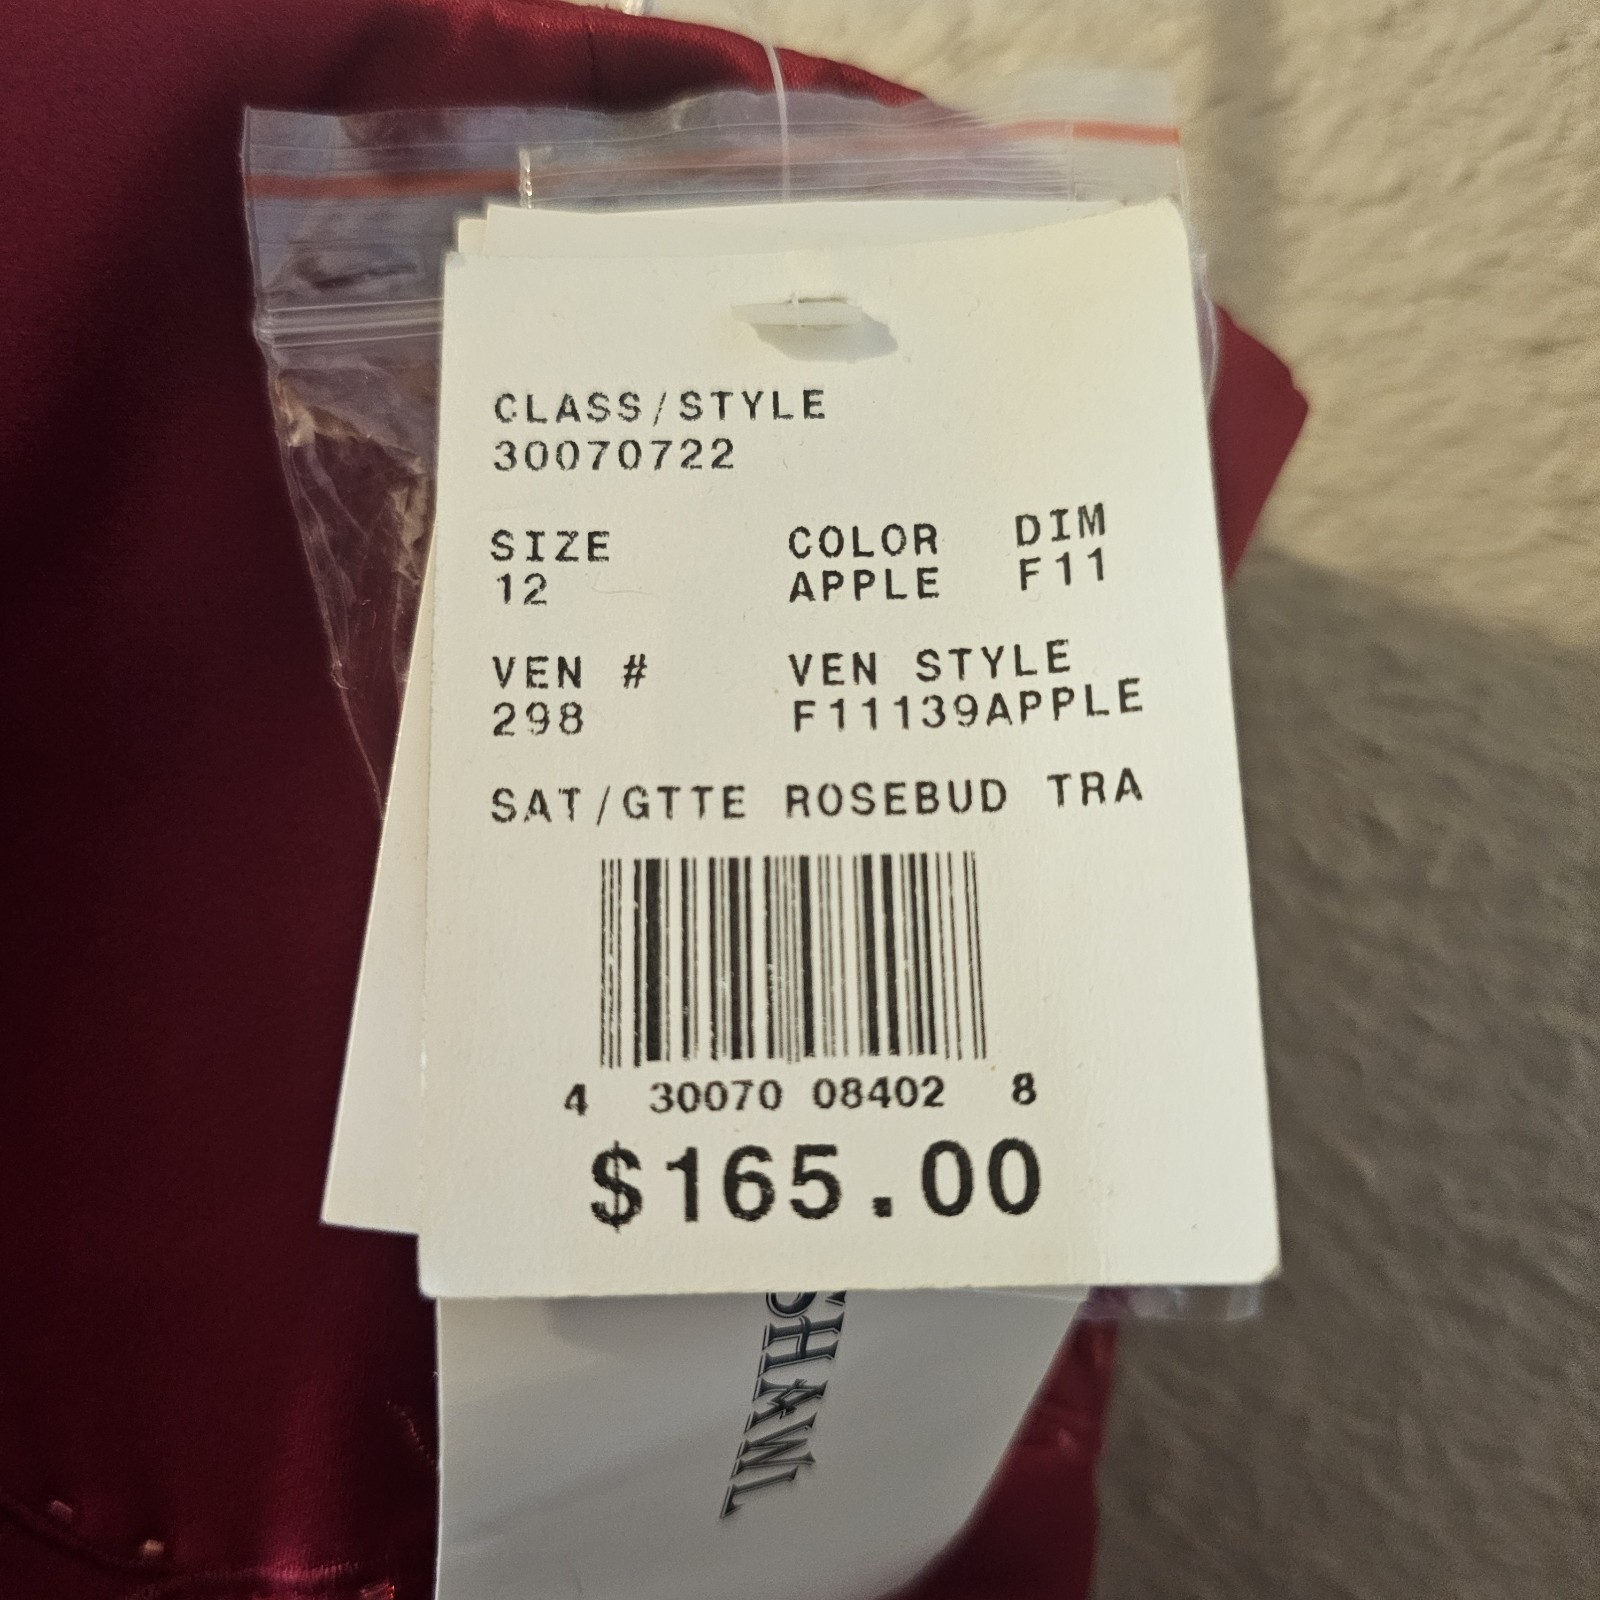 CLASS/STYLE
30070722
SIZE COLOR DIM
12 APPLE F11
VEN # VEN STYLE
298 F11139APPLE
SAT/GTTE ROSEBUD TRA
4 30070 08402 8
$165.00
SHAWL